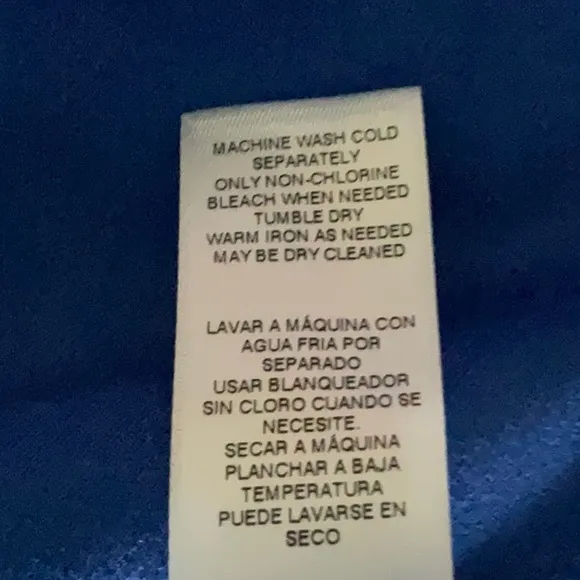 MACHINE WASH COLD
SEPARATELY
ONLY NON-CHLORINE
BLEACH WHEN NEEDED
TUMBLE DRY
WARM IRON AS NEEDED
MAY BE DRY CLEANED
LAVAR A MÁQUINA CON
AGUA FRIA POR
SEPARADO
USAR BLANQUEADOR
SIN CLORO CUANDO SE
NECESITE.
SECAR A MÁQUINA
PLANCHAR A BAJA
TEMPERATURA
PUEDE LAVARSE EN
SECO